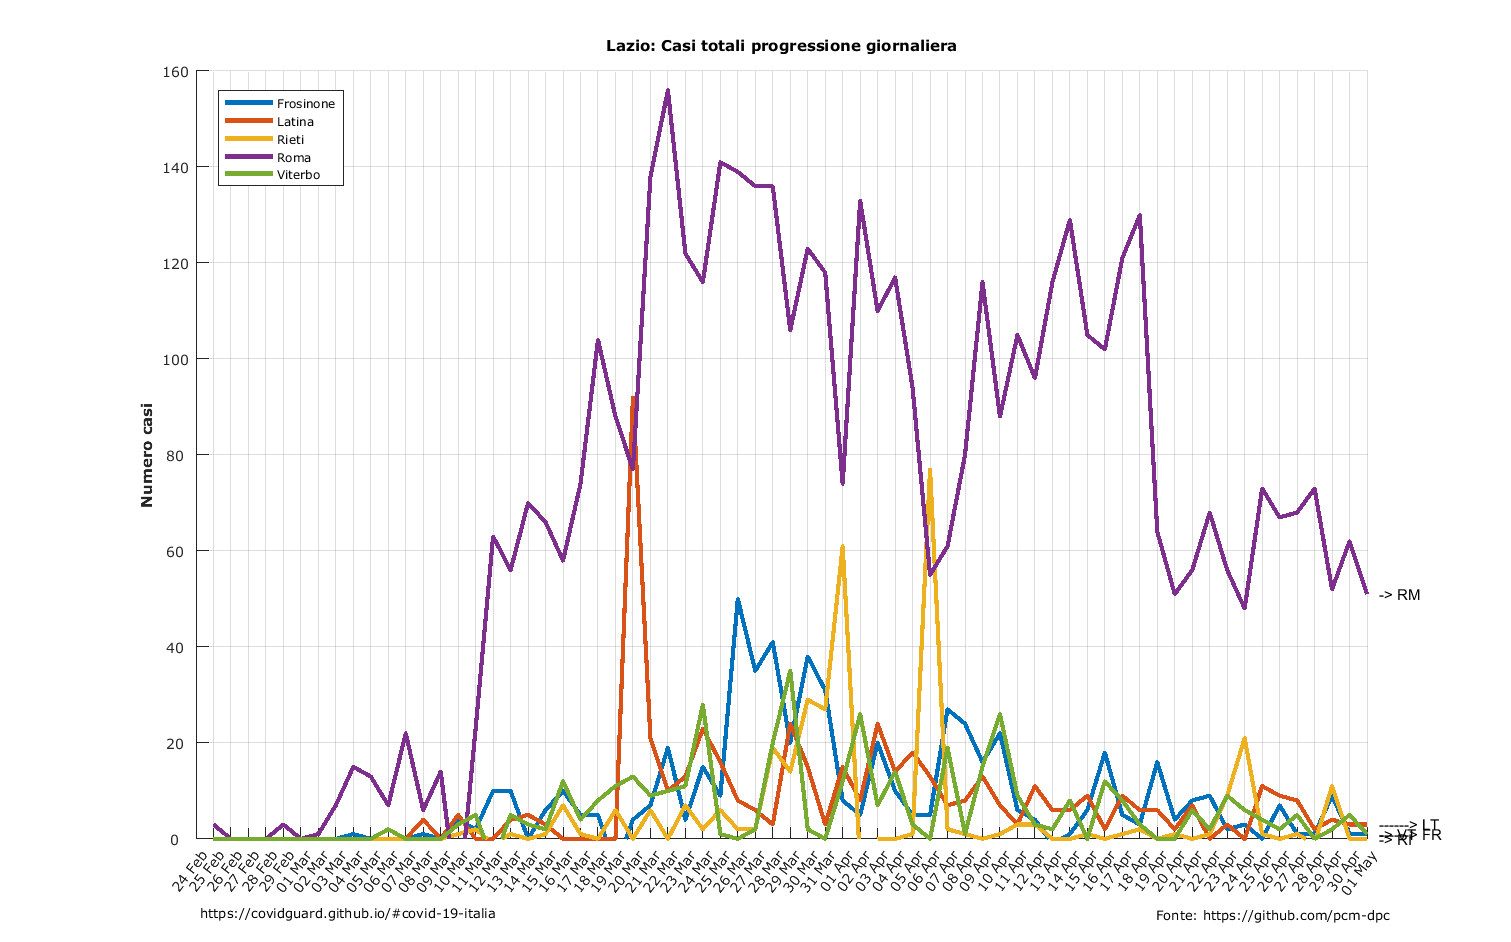 Lazio: Casi totali progressione giornaliera
160
140
120
100
80
60
40
20
0
Numero casi
Frosinone
Latina
Rieti
Roma
Viterbo
-> RM
------> LT
FR
-> RI
24 Feb
25 Feb
26 Feb
27 Feb
28 Feb
29 Feb
01 Mar
02 Mar
03 Mar
04 Mar
05 Mar
06 Mar
07 Mar
08 Mar
09 Mar
10 Mar
11 Mar
12 Mar
13 Mar
14 Mar
15 Mar
16 Mar
17 Mar
18 Mar
19 Mar
20 Mar
21 Mar
22 Mar
23 Mar
24 Mar
25 Mar
26 Mar
27 Mar
28 Mar
29 Mar
30 Mar
31 Mar
01 Apr
02 Apr
03 Apr
04 Apr
05 Apr
06 Apr
07 Apr
08 Apr
09 Apr
10 Apr
11 Apr
12 Apr
13 Apr
14 Apr
15 Apr
16 Apr
17 Apr
18 Apr
19 Apr
20 Apr
21 Apr
22 Apr
23 Apr
24 Apr
25 Apr
26 Apr
27 Apr
28 Apr
29 Apr
30 Apr
01 May
https://covidguard.github.io/#covid-19-italia
Fonte: https://github.com/pcm-dpc